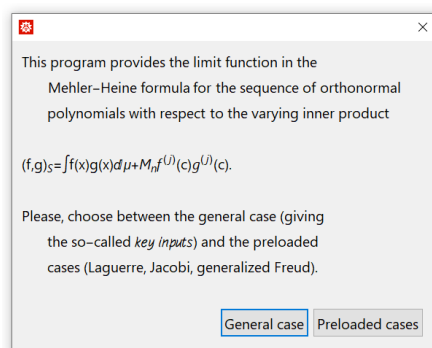 This program provides the limit function in the
Mehler–Heine formula for the sequence of orthonormal
polynomials with respect to the varying inner product
(f,g)S=∫f(x)g(x)dμ+Mnf(j)(c)g(j)(c).
Please, choose between the general case (giving
the so–called key inputs) and the preloaded
cases (Laguerre, Jacobi, generalized Freud).
General case Preloaded cases